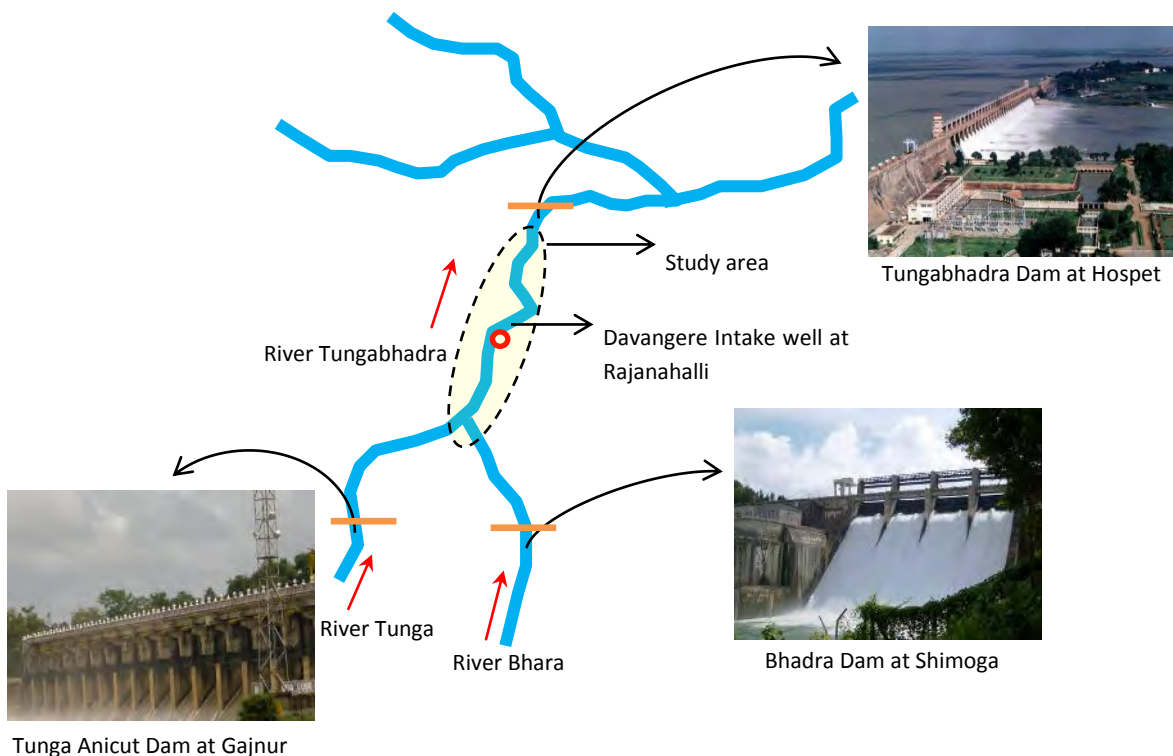 Tungabhadra Dam at Hospet
Study area
River Tungabhadra
Davangere Intake well at
Rajanahalli
River Tunga
River Bhara
Bhadra Dam at Shimoga
Tunga Anicut Dam at Gajnur